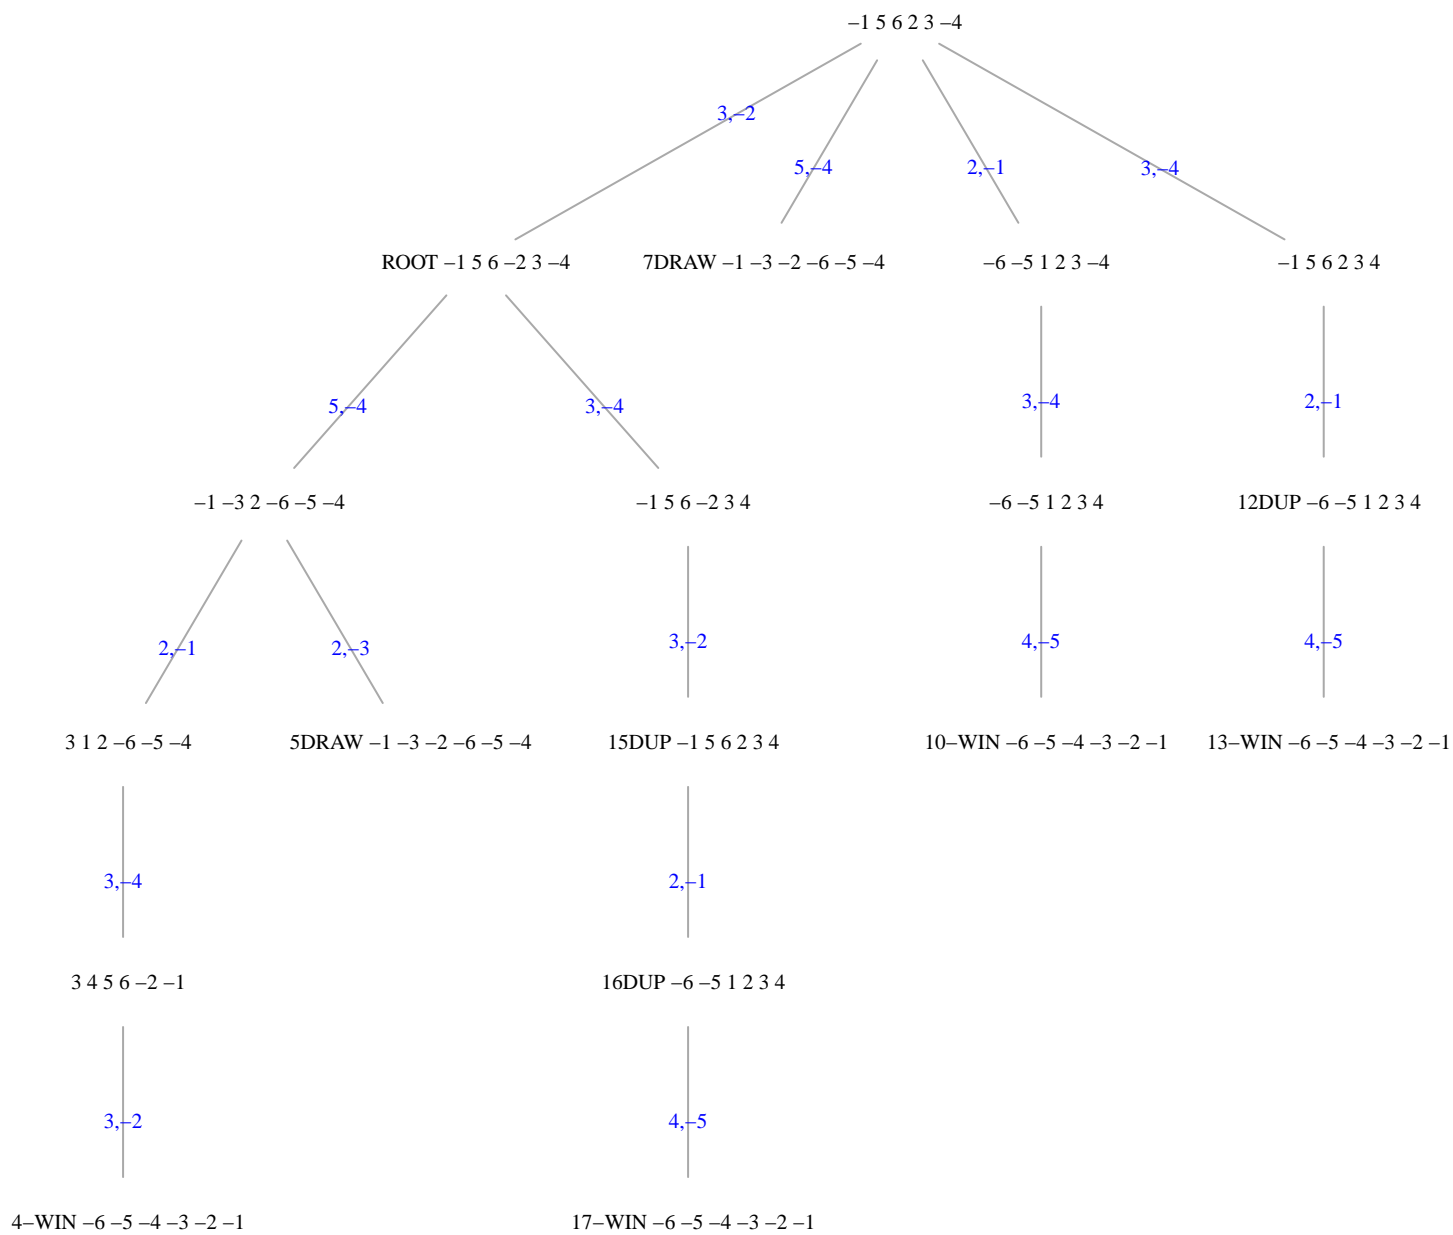 −1 5 6 2 3 −4
3,−2
5,−4
2,−1
3,−4
ROOT −1 5 6 −2 3 −4
7DRAW −1 −3 −2 −6 −5 −4
−6 −5 1 2 3 −4
−1 5 6 2 3 4
5,−4
3,−4
3,−4
2,−1
−1 −3 2 −6 −5 −4
−1 5 6 −2 3 4
−6 −5 1 2 3 4
12DUP −6 −5 1 2 3 4
2,−1
2,−3
3,−2
4,−5
4,−5
3 1 2 −6 −5 −4
5DRAW −1 −3 −2 −6 −5 −4
15DUP −1 5 6 2 3 4
10−WIN −6 −5 −4 −3 −2 −1
13−WIN −6 −5 −4 −3 −2 −1
3,−4
2,−1
3 4 5 6 −2 −1
16DUP −6 −5 1 2 3 4
3,−2
4,−5
4−WIN −6 −5 −4 −3 −2 −1
17−WIN −6 −5 −4 −3 −2 −1